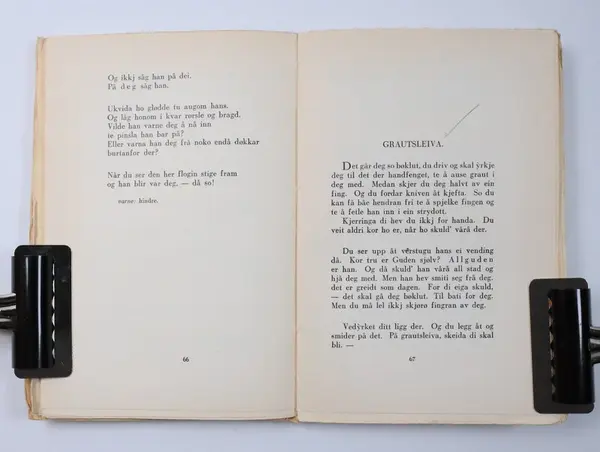 Og ikkj såg han på dei.
På deg såg han.
Ukvida ho glødde tu augom hans.
Og låg honom i kvar rørsle og bragd.
Vilde han varne deg å nå inn
te pinsla han bar på?
Eller varna han deg frå noko endå døkkar
burtanfor der?
Når du ser den her flogin stige fram
og han blir var deg, — då so!
varne: hindre.
66
GRAUTSLEIVA.
Det går deg so bøklut, du driv og skal yrkje
deg til det der handfenget, te å ause graut i
deg med. Medan skjer du deg halvt av ein
fing. Og du fordar kniven åt kjefta. So du
kan få båe hendran fri te å spjelke fingen og
te å fetle han inn i ein strydott.
Kjerringa di hev du ikkj for handa. Du
veit aldri kor ho er, når ho skuld' vårå der.
Du ser upp åt verstugn hans ei vending
då. Kor tru er Guden sjølv? Allguden
er han. Og då skuld' han vårå all stad og
hjå deg med. Men han hev smiti seg frå deg,
det er greidt som dagen. For di eiga skuld,
— det skal gå deg bøklut. Til bati for deg.
Men du må lel ikkj skjøro fingran av deg.
Vedyrket ditt ligg der. Og du legg åt og
smider på det. På grautsleiva, skeida di skal
bli. —
67